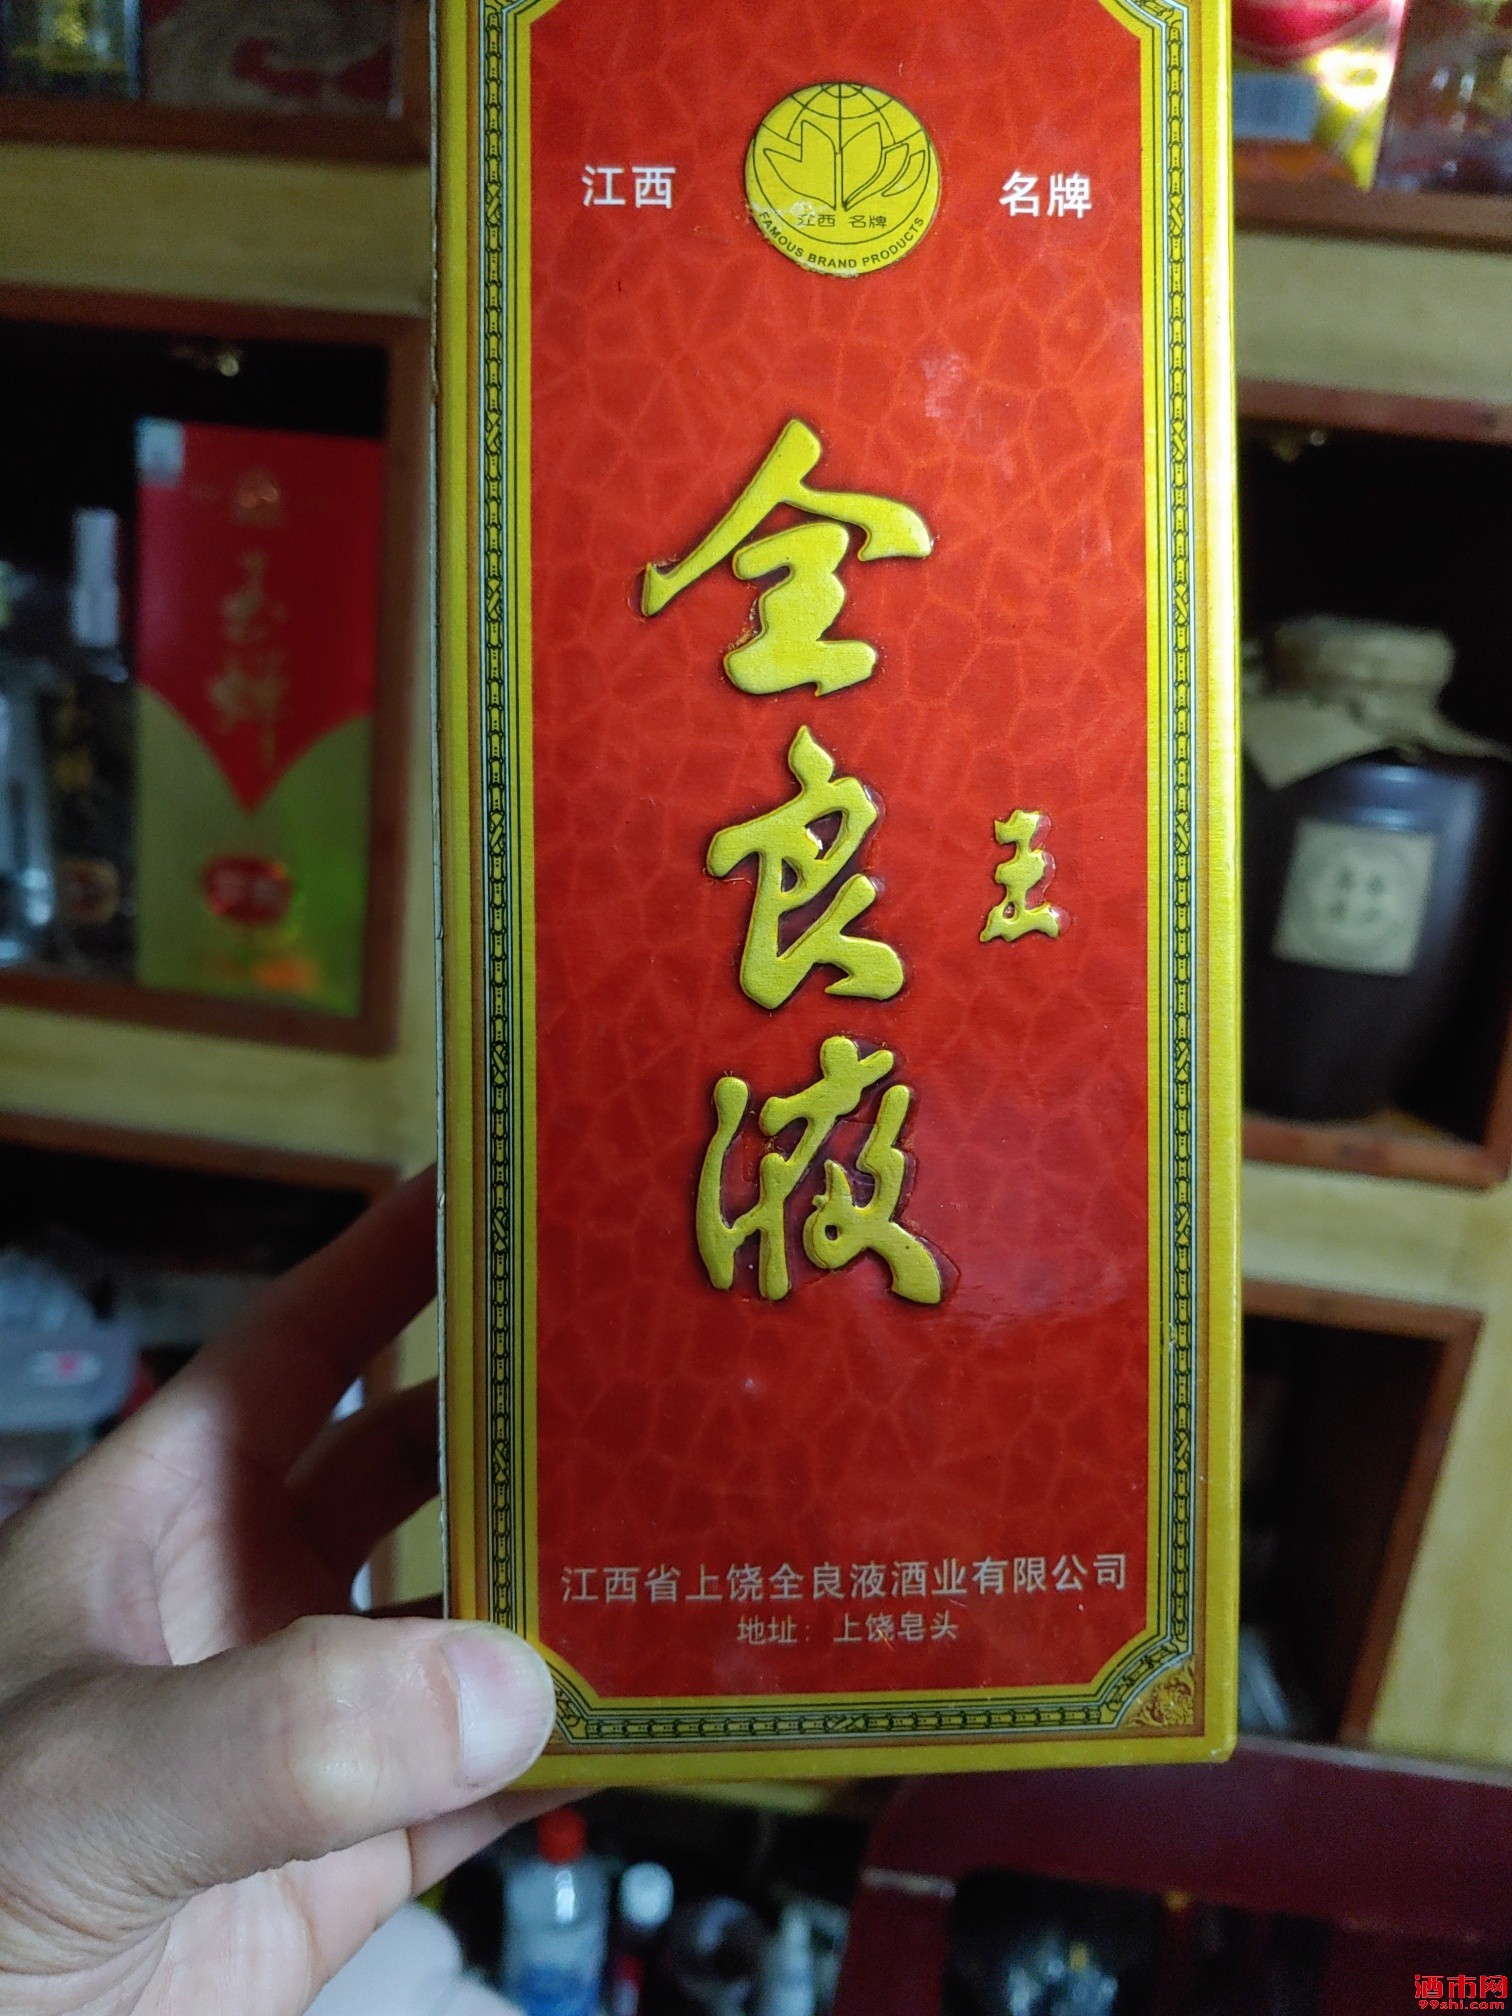 江西 名牌
江西 名牌
FAMOUS BRAND PRODUCTS
全良液
王
江西省上饶全良液酒业有限公司
地址：上饶皂头
酒市网
99shi.com